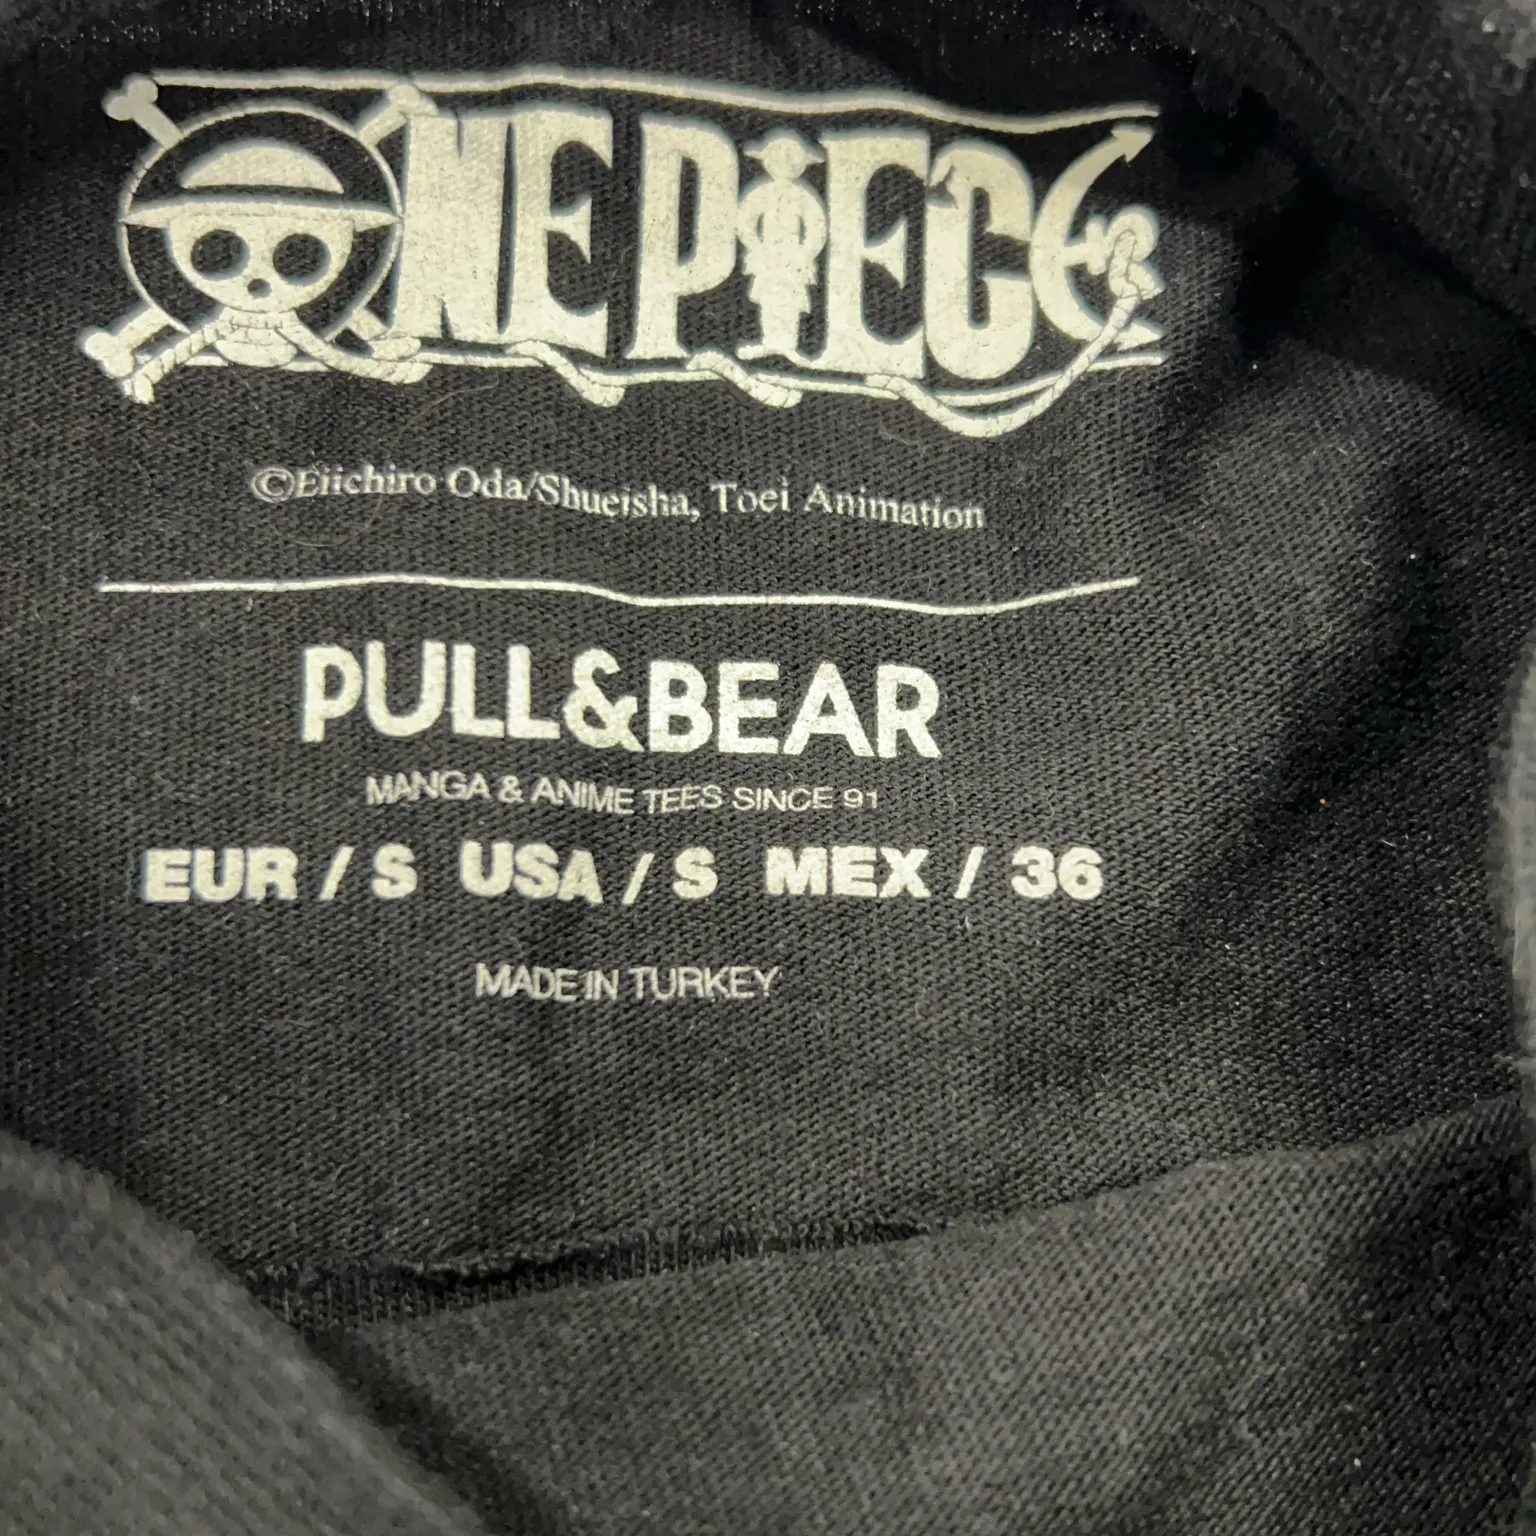 ONE PIECE
©Eiichiro Oda/Shueisha, Toei Animation
PULL&BEAR
MANGA & ANIME TEES SINCE 91
EUR / S USA / S MEX / 36
MADE IN TURKEY